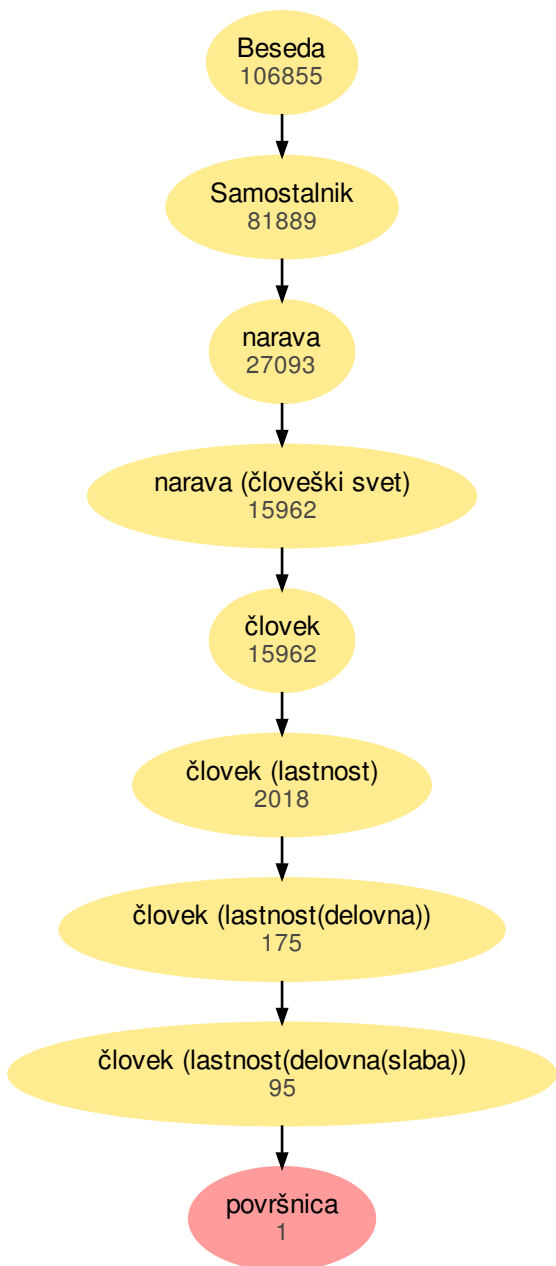 Beseda
106855
Samostalnik
81889
narava
27093
narava (človeški svet)
15962
človek
15962
človek (lastnost)
2018
človek (lastnost(delovna))
175
človek (lastnost(delovna(slaba))
95
površnica
1